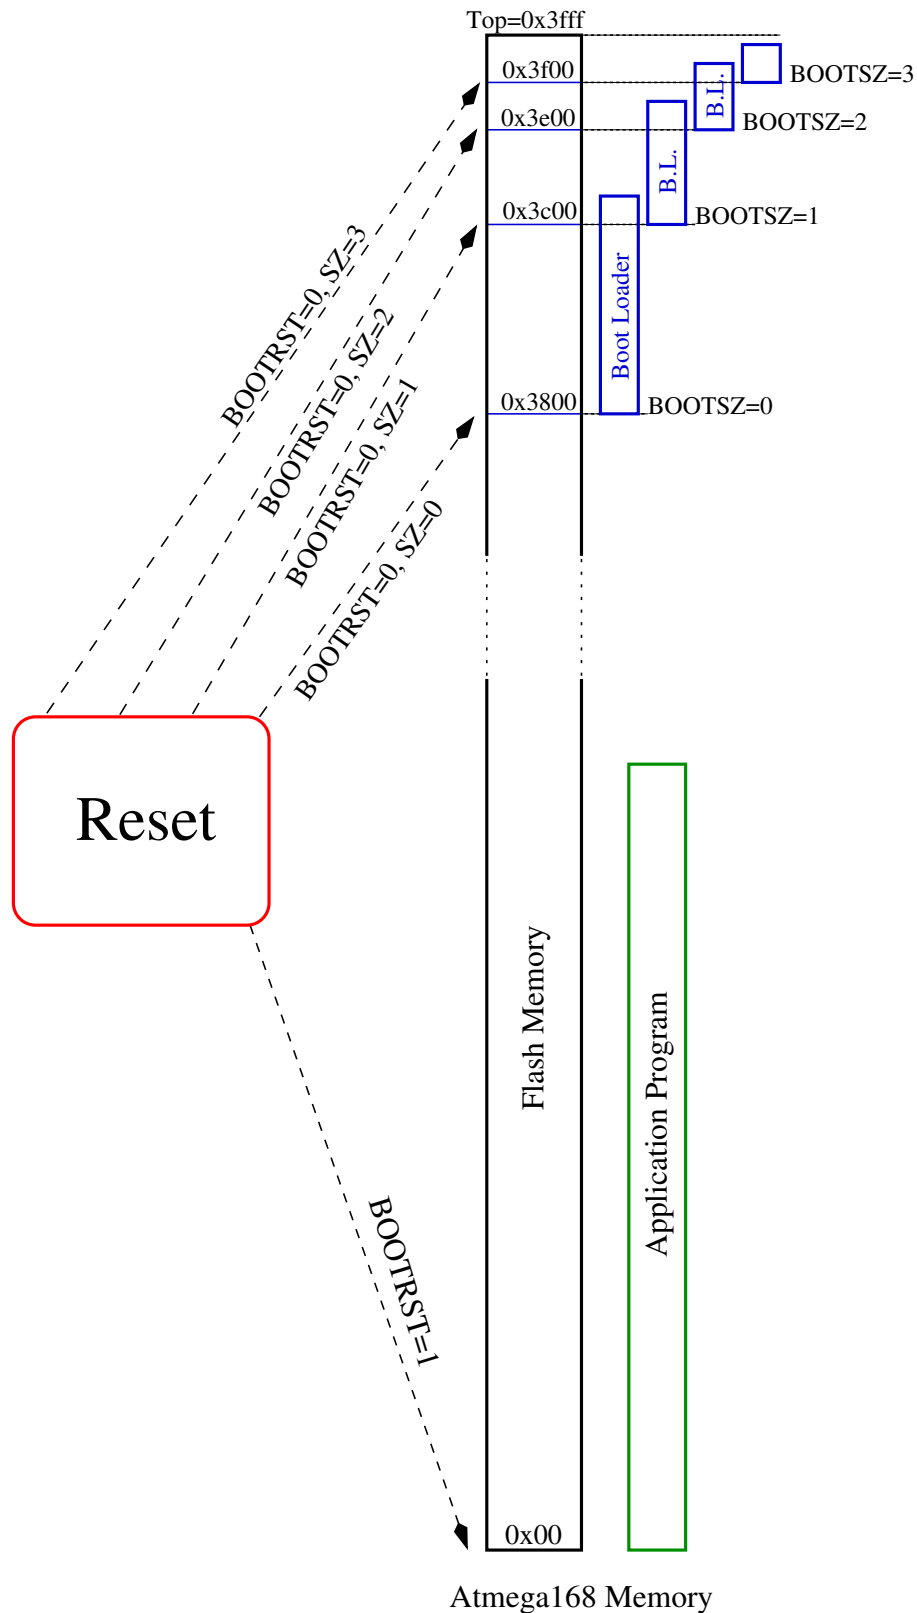 Top=0x3fff
0x3f00
BOOTSZ=3
B.L.
0x3e00
BOOTSZ=2
B.L.
0x3c00
BOOTSZ=1
Boot Loader
0x3800
BOOTSZ=0
BOOTRST=0, SZ=3
BOOTRST=0, SZ=2
BOOTRST=0, SZ=1
BOOTRST=0, SZ=0
Reset
Flash Memory
Application Program
BOOTRST=1
0x00
Atmega168 Memory